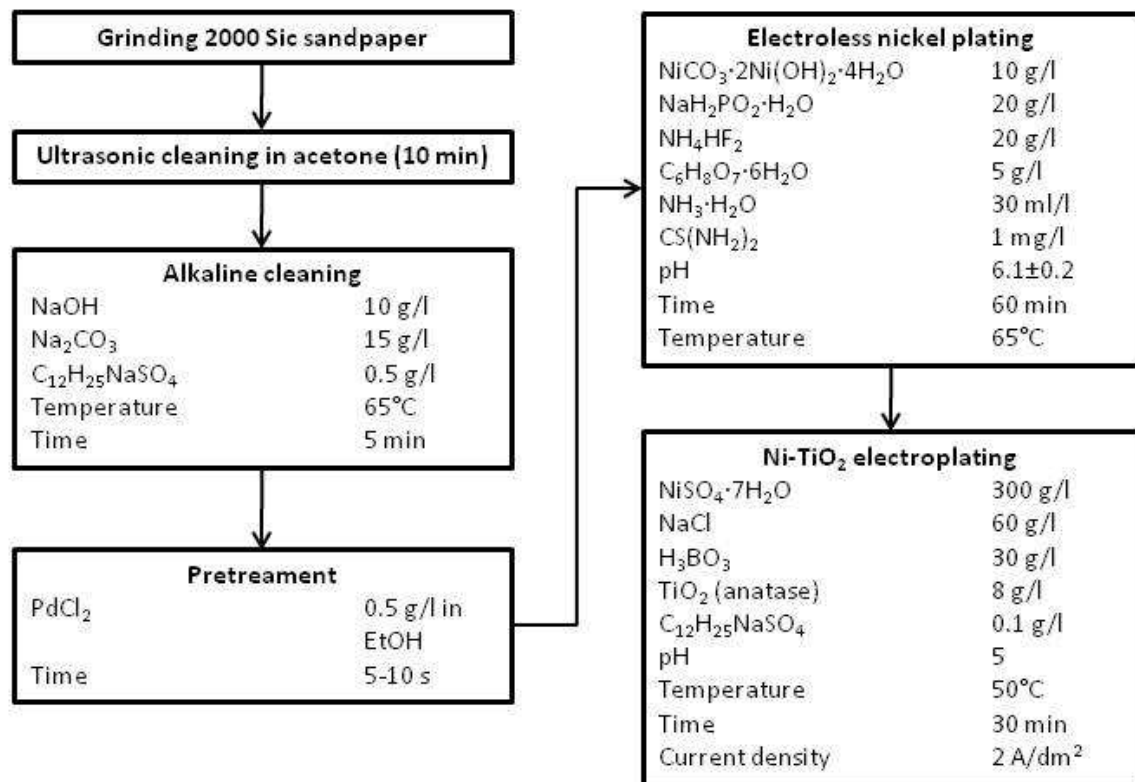 Grinding 2000 Sic sandpaper
Ultrasonic cleaning in acetone (10 min)
Alkaline cleaning
NaOH 10 g/l
Na₂CO₃ 15 g/l
C₁₂H₂₅NaSO₄ 0.5 g/l
Temperature 65°C
Time 5 min
Pretreament
PdCl₂ 0.5 g/l in
EtOH
Time 5-10 s
Electroless nickel plating
NiCO₃·2Ni(OH)₂·4H₂O 10 g/l
NaH₂PO₂·H₂O 20 g/l
NH₄HF₂ 20 g/l
C₆H₈O₇·6H₂O 5 g/l
NH₃·H₂O 30 ml/l
CS(NH₂)₂ 1 mg/l
pH 6.1±0.2
Time 60 min
Temperature 65°C
Ni-TiO₂ electroplating
NiSO₄·7H₂O 300 g/l
NaCl 60 g/l
H₃BO₃ 30 g/l
TiO₂ (anatase) 8 g/l
C₁₂H₂₅NaSO₄ 0.1 g/l
pH 5
Temperature 50°C
Time 30 min
Current density 2 A/dm²